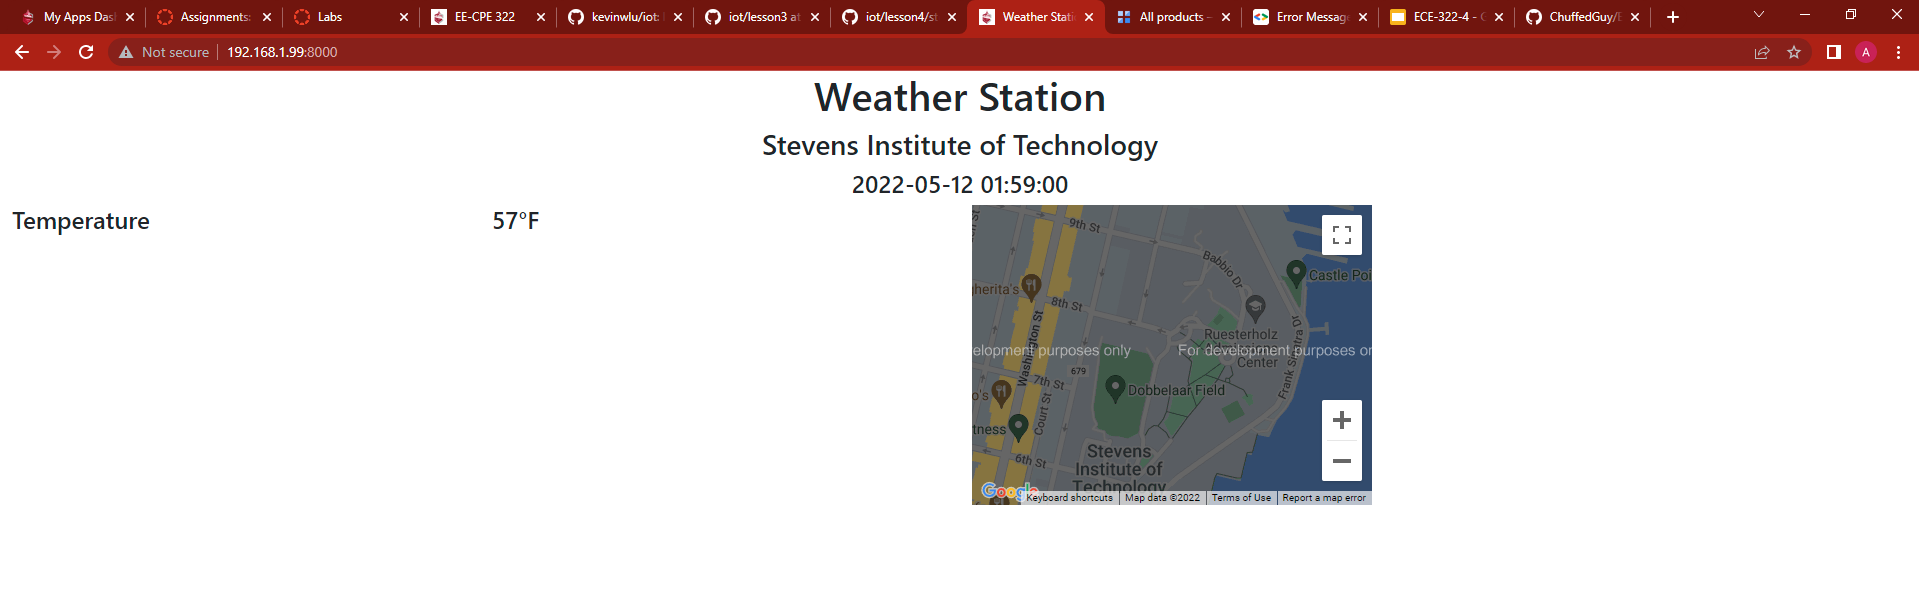 My Apps Das
Assignments:
Labs
EE-CPE 322
kevinwlu/iot:
iot/lesson3 at
iot/lesson4/st
Weather Stati
All products –
Error Message
ECE-322-4 -
ChuffedGuy/
Not secure
192.168.1.99:8000
A
Weather Station
Stevens Institute of Technology
2022-05-12 01:59:00
Temperature
57°F
9th St
Babbio Dr
Castle Poi
gherita's
8th St
Washington St
Ruesterholz
Admissions
Center
Frank Sinatra Dr
elopment purposes only
For development purposes or
679
7th St
Court St
Dobbelaar Field
o's
tness
6th St
Stevens
Institute of
Technology
Google
Keyboard shortcuts
Map data ©2022
Terms of Use
Report a map error